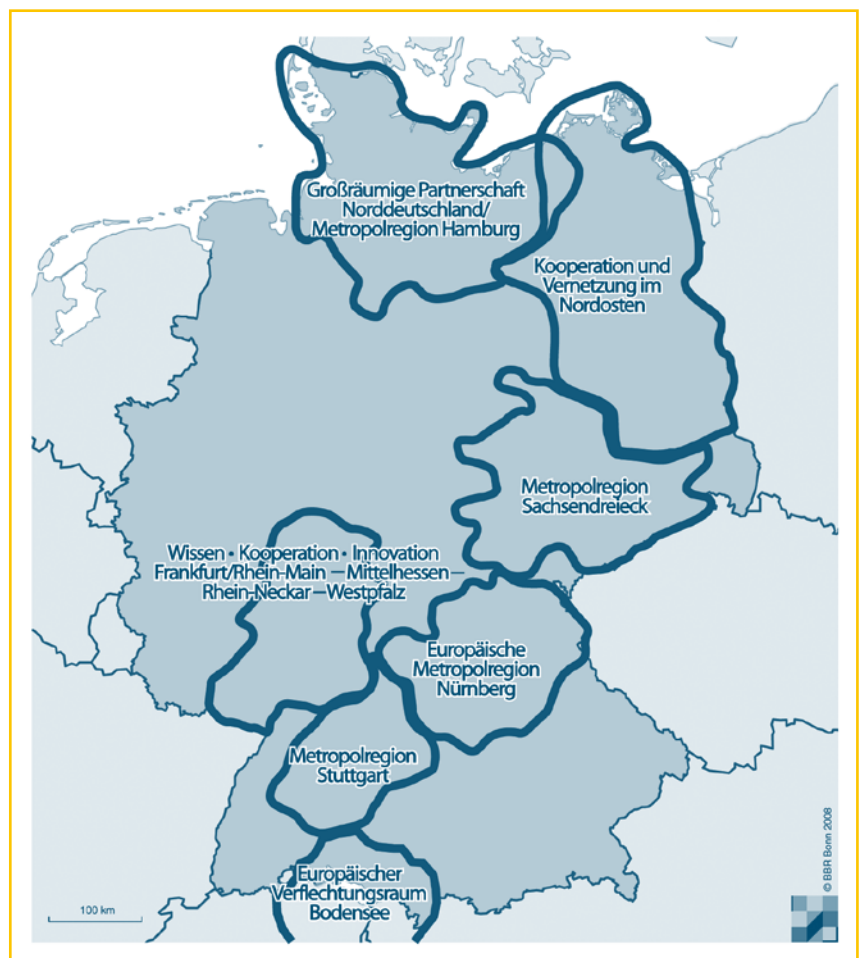 Großräumige Partnerschaft
Norddeutschland/
Metropolregion Hamburg
Kooperation und
Vernetzung im
Nordosten
Metropolregion
Sachsendreieck
Wissen • Kooperation • Innovation
Frankfurt/Rhein-Main – Mittelhessen –
Rhein-Neckar – Westpfalz
Europäische
Metropolregion
Nürnberg
Metropolregion
Stuttgart
Europäischer
Verflechtungsraum
Bodensee
100 km
© BBR Bonn 2008